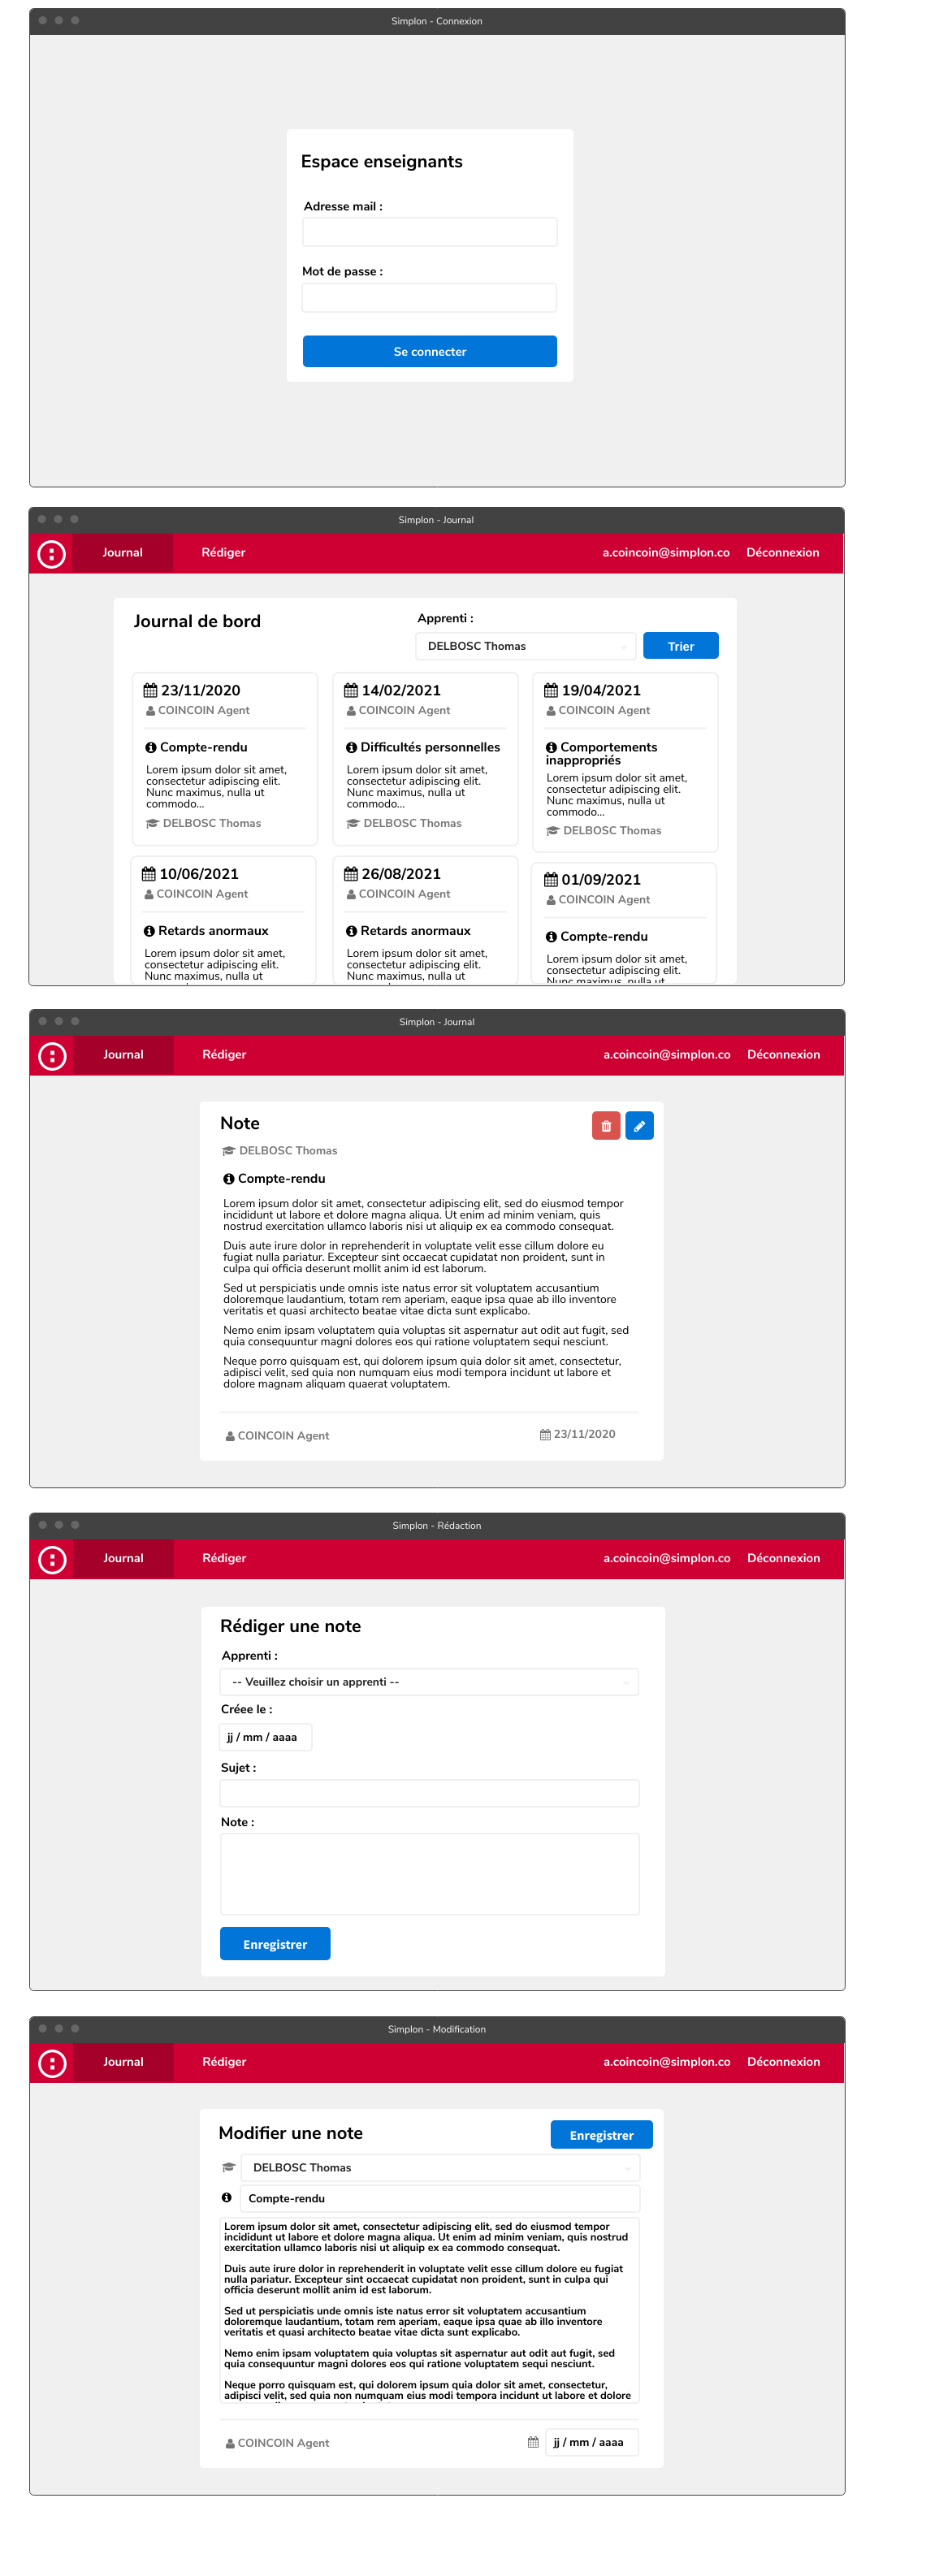 Simplon - Connexion
Espace enseignants
Adresse mail :
Mot de passe :
Se connecter
Simplon - Journal
Journal
Rédiger
a.coincoin@simplon.co
Déconnexion
Journal de bord
Apprenti :
DELBOSC Thomas
Trier
23/11/2020
COINCOIN Agent
Compte-rendu
Lorem ipsum dolor sit amet,
consectetur adipiscing elit.
Nunc maximus, nulla ut
commodo...
DELBOSC Thomas
14/02/2021
COINCOIN Agent
Difficultés personnelles
Lorem ipsum dolor sit amet,
consectetur adipiscing elit.
Nunc maximus, nulla ut
commodo...
DELBOSC Thomas
19/04/2021
COINCOIN Agent
Comportements
inappropriés
Lorem ipsum dolor sit amet,
consectetur adipiscing elit.
Nunc maximus, nulla ut
commodo...
DELBOSC Thomas
10/06/2021
COINCOIN Agent
Retards anormaux
Lorem ipsum dolor sit amet,
consectetur adipiscing elit.
Nunc maximus, nulla ut
26/08/2021
COINCOIN Agent
Retards anormaux
Lorem ipsum dolor sit amet,
consectetur adipiscing elit.
Nunc maximus, nulla ut
01/09/2021
COINCOIN Agent
Compte-rendu
Lorem ipsum dolor sit amet,
consectetur adipiscing elit.
Nunc maximus, nulla ut
Simplon - Journal
Journal
Rédiger
a.coincoin@simplon.co
Déconnexion
Note
DELBOSC Thomas
Compte-rendu
Lorem ipsum dolor sit amet, consectetur adipiscing elit, sed do eiusmod tempor
incididunt ut labore et dolore magna aliqua. Ut enim ad minim veniam, quis
nostrud exercitation ullamco laboris nisi ut aliquip ex ea commodo consequat.
Duis aute irure dolor in reprehenderit in voluptate velit esse cillum dolore eu
fugiat nulla pariatur. Excepteur sint occaecat cupidatat non proident, sunt in
culpa qui officia deserunt mollit anim id est laborum.
Sed ut perspiciatis unde omnis iste natus error sit voluptatem accusantium
doloremque laudantium, totam rem aperiam, eaque ipsa quae ab illo inventore
veritatis et quasi architecto beatae vitae dicta sunt explicabo.
Nemo enim ipsam voluptatem quia voluptas sit aspernatur aut odit aut fugit, sed
quia consequuntur magni dolores eos qui ratione voluptatem sequi nesciunt.
Neque porro quisquam est, qui dolorem ipsum quia dolor sit amet, consectetur,
adipisci velit, sed quia non numquam eius modi tempora incidunt ut labore et
dolore magnam aliquam quaerat voluptatem.
COINCOIN Agent
23/11/2020
Simplon - Rédaction
Journal
Rédiger
a.coincoin@simplon.co
Déconnexion
Rédiger une note
Apprenti :
-- Veuillez choisir un apprenti --
Créee le :
jj / mm / aaaa
Sujet :
Note :
Enregistrer
Simplon - Modification
Journal
Rédiger
a.coincoin@simplon.co
Déconnexion
Modifier une note
Enregistrer
DELBOSC Thomas
Compte-rendu
Lorem ipsum dolor sit amet, consectetur adipiscing elit, sed do eiusmod tempor
incididunt ut labore et dolore magna aliqua. Ut enim ad minim veniam, quis nostrud
exercitation ullamco laboris nisi ut aliquip ex ea commodo consequat.
Duis aute irure dolor in reprehenderit in voluptate velit esse cillum dolore eu fugiat
nulla pariatur. Excepteur sint occaecat cupidatat non proident, sunt in culpa qui
officia deserunt mollit anim id est laborum.
Sed ut perspiciatis unde omnis iste natus error sit voluptatem accusantium
doloremque laudantium, totam rem aperiam, eaque ipsa quae ab illo inventore
veritatis et quasi architecto beatae vitae dicta sunt explicabo.
Nemo enim ipsam voluptatem quia voluptas sit aspernatur aut odit aut fugit, sed
quia consequuntur magni dolores eos qui ratione voluptatem sequi nesciunt.
Neque porro quisquam est, qui dolorem ipsum quia dolor sit amet, consectetur,
adipisci velit, sed quia non numquam eius modi tempora incidunt ut labore et dolore
COINCOIN Agent
jj / mm / aaaa